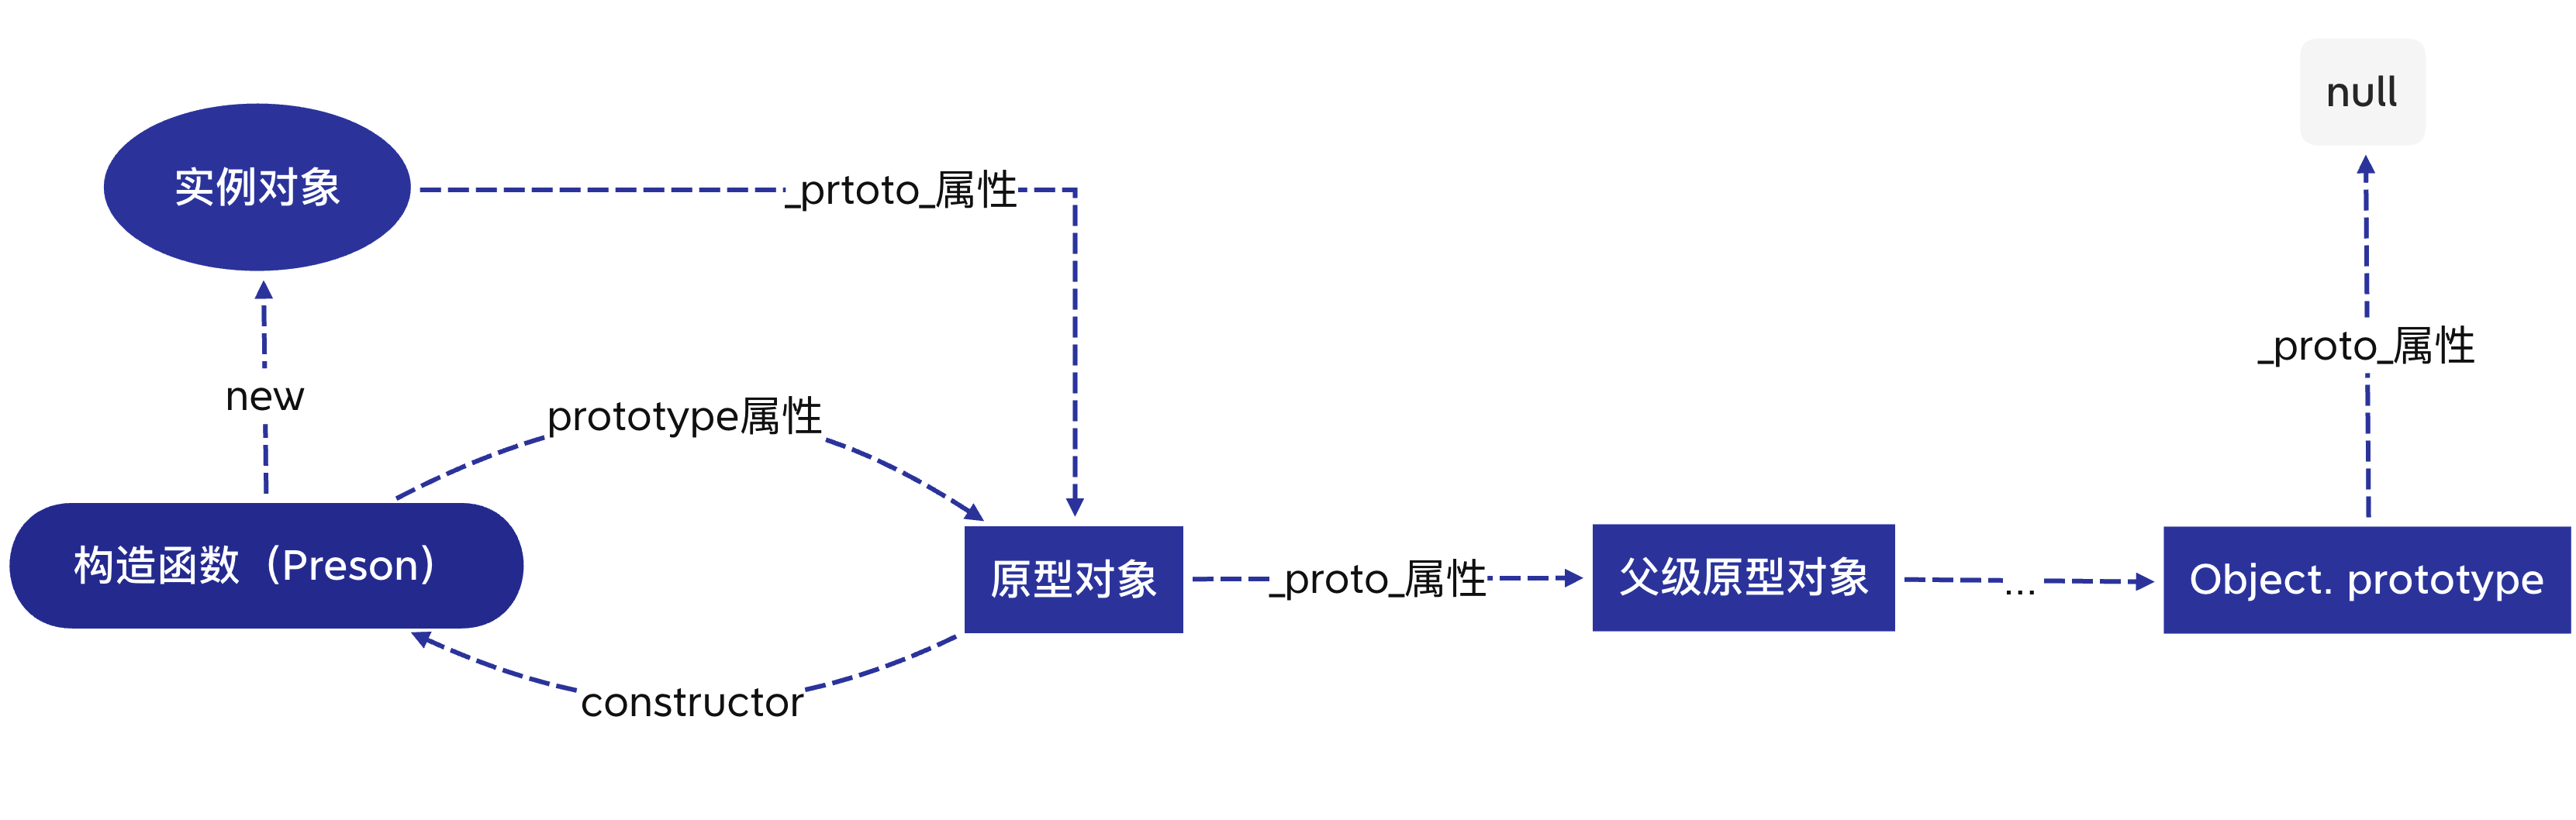 null
实例对象
_prtoto_属性
_proto_属性
new
prototype属性
构造函数（Preson）
原型对象
_proto_属性
父级原型对象
...
Object. prototype
constructor